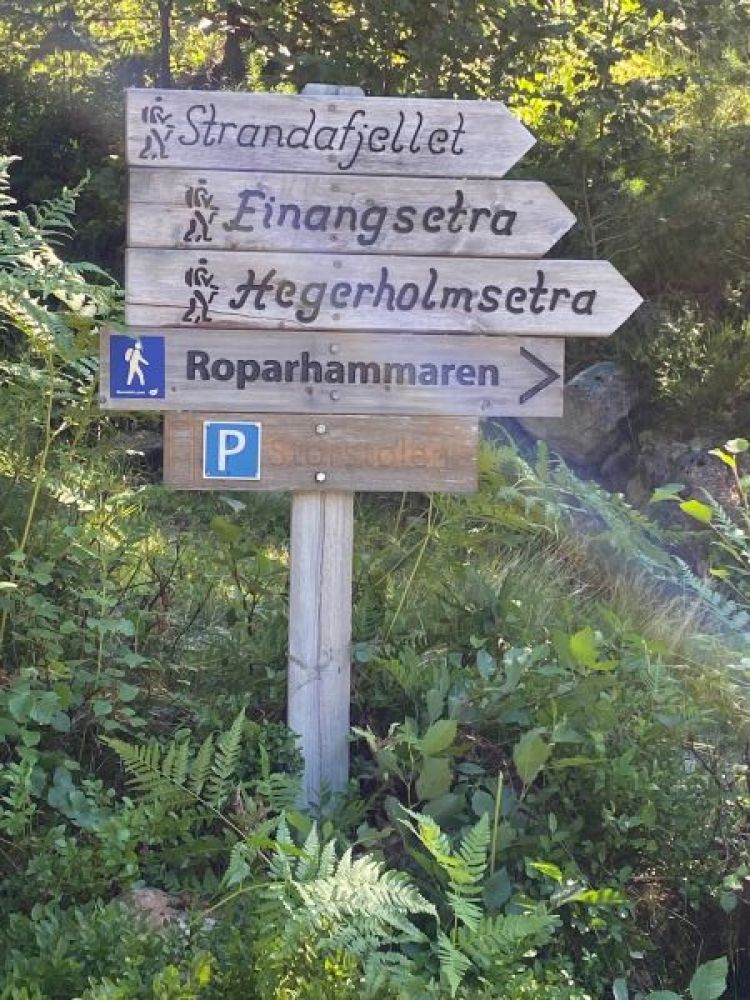 Strandafjellet
Einangsetra
Hegerholmsetra
Roparhammaren
P